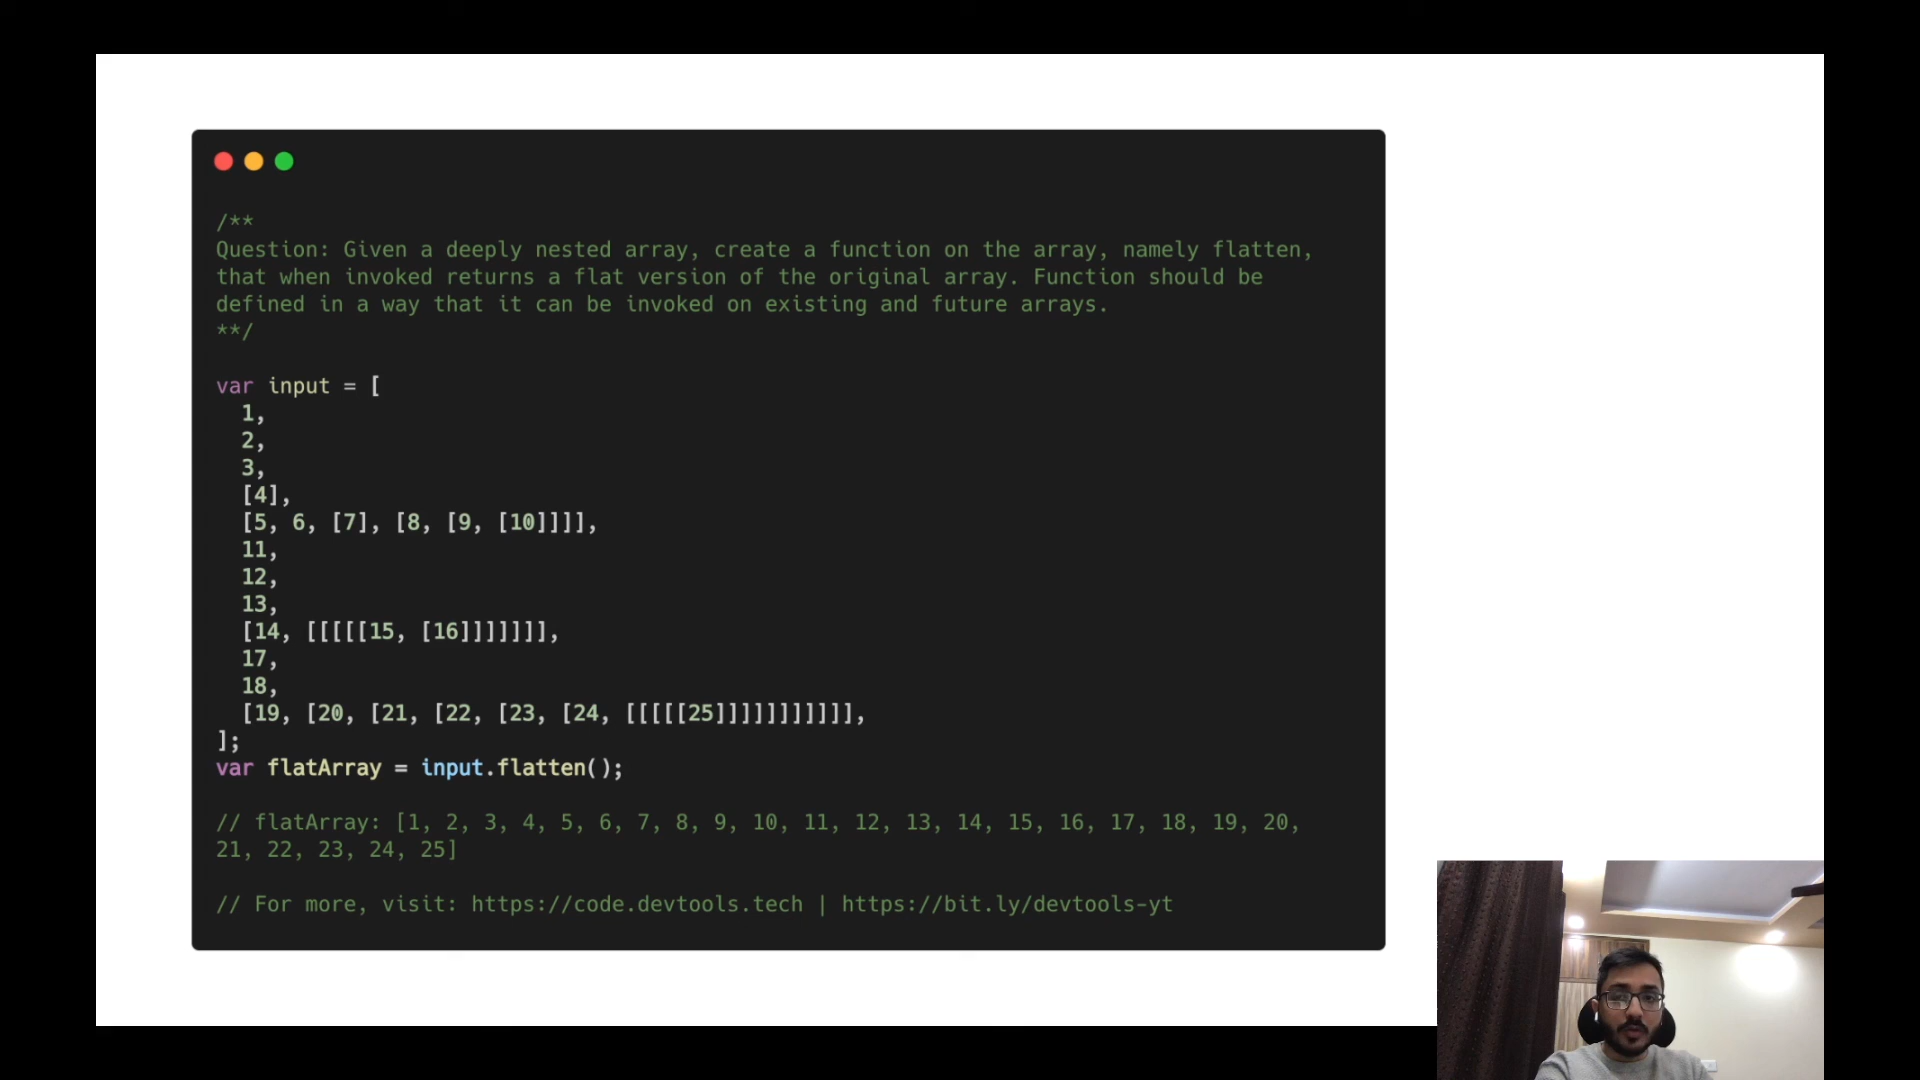 /**
Question: Given a deeply nested array, create a function on the array, namely flatten,
that when invoked returns a flat version of the original array. Function should be
defined in a way that it can be invoked on existing and future arrays.
**/
var input = [
1,
2,
3,
[4],
[5, 6, [7], [8, [9, [10]]]],
11,
12,
13,
[14, [[[[[15, [16]]]]]]],
17,
18,
[19, [20, [21, [22, [23, [24, [[[[[25]]]]]]]]]]],
];
var flatArray = input.flatten();
// flatArray: [1, 2, 3, 4, 5, 6, 7, 8, 9, 10, 11, 12, 13, 14, 15, 16, 17, 18, 19, 20,
21, 22, 23, 24, 25]
// For more, visit: https://code.devtools.tech | https://bit.ly/devtools-yt